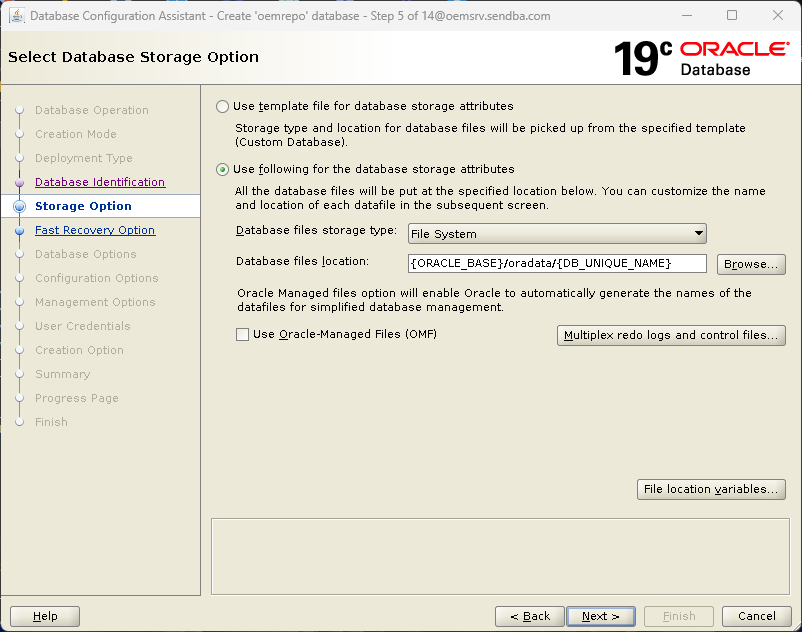 Database Configuration Assistant - Create 'oemrepo' database - Step 5 of 14@oemsrv.sendba.com
Select Database Storage Option
19c ORACLE
Database
Database Operation
Creation Mode
Deployment Type
Database Identification
Storage Option
Fast Recovery Option
Database Options
Configuration Options
Management Options
User Credentials
Creation Option
Summary
Progress Page
Finish
Use template file for database storage attributes
Storage type and location for database files will be picked up from the specified template
(Custom Database).
Use following for the database storage attributes
All the database files will be put at the specified location below. You can customize the name
and location of each datafile in the subsequent screen.
Database files storage type: File System
Database files location: {ORACLE_BASE}/oradata/{DB_UNIQUE_NAME} Browse...
Oracle Managed files option will enable Oracle to automatically generate the names of the
datafiles for simplified database management.
Use Oracle-Managed Files (OMF) Multiplex redo logs and control files...
File location variables...
Help < Back Next > Finish Cancel